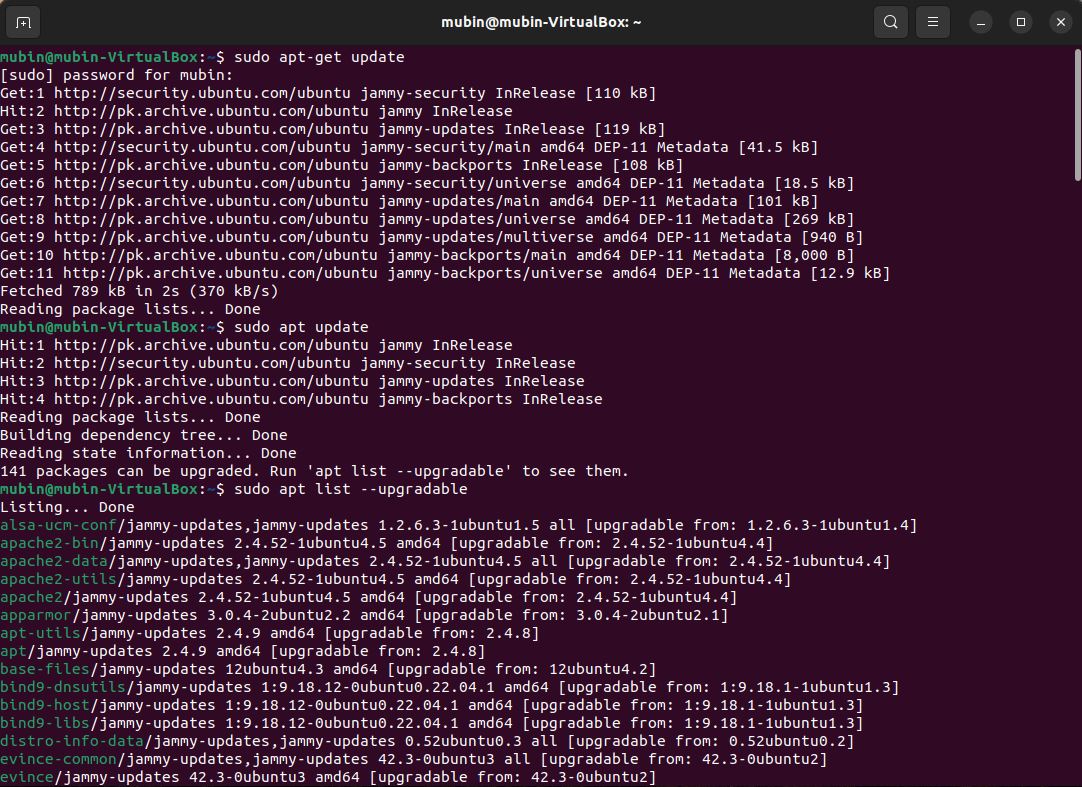 mubin@mubin-VirtualBox: ~
mubin@mubin-VirtualBox:~$ sudo apt-get update
[sudo] password for mubin:
Get:1 http://security.ubuntu.com/ubuntu jammy-security InRelease [110 kB]
Hit:2 http://pk.archive.ubuntu.com/ubuntu jammy InRelease
Get:3 http://pk.archive.ubuntu.com/ubuntu jammy-updates InRelease [119 kB]
Get:4 http://security.ubuntu.com/ubuntu jammy-security/main amd64 DEP-11 Metadata [41.5 kB]
Get:5 http://pk.archive.ubuntu.com/ubuntu jammy-backports InRelease [108 kB]
Get:6 http://security.ubuntu.com/ubuntu jammy-security/universe amd64 DEP-11 Metadata [18.5 kB]
Get:7 http://pk.archive.ubuntu.com/ubuntu jammy-updates/main amd64 DEP-11 Metadata [101 kB]
Get:8 http://pk.archive.ubuntu.com/ubuntu jammy-updates/universe amd64 DEP-11 Metadata [269 kB]
Get:9 http://pk.archive.ubuntu.com/ubuntu jammy-updates/multiverse amd64 DEP-11 Metadata [940 B]
Get:10 http://pk.archive.ubuntu.com/ubuntu jammy-backports/main amd64 DEP-11 Metadata [8,000 B]
Get:11 http://pk.archive.ubuntu.com/ubuntu jammy-backports/universe amd64 DEP-11 Metadata [12.9 kB]
Fetched 789 kB in 2s (370 kB/s)
Reading package lists... Done
mubin@mubin-VirtualBox:~$ sudo apt update
Hit:1 http://pk.archive.ubuntu.com/ubuntu jammy InRelease
Hit:2 http://security.ubuntu.com/ubuntu jammy-security InRelease
Hit:3 http://pk.archive.ubuntu.com/ubuntu jammy-updates InRelease
Hit:4 http://pk.archive.ubuntu.com/ubuntu jammy-backports InRelease
Reading package lists... Done
Building dependency tree... Done
Reading state information... Done
141 packages can be upgraded. Run 'apt list --upgradable' to see them.
mubin@mubin-VirtualBox:~$ sudo apt list --upgradable
Listing... Done
alsa-ucm-conf/jammy-updates,jammy-updates 1.2.6.3-1ubuntu1.5 all [upgradable from: 1.2.6.3-1ubuntu1.4]
apache2-bin/jammy-updates 2.4.52-1ubuntu4.5 amd64 [upgradable from: 2.4.52-1ubuntu4.4]
apache2-data/jammy-updates,jammy-updates 2.4.52-1ubuntu4.5 all [upgradable from: 2.4.52-1ubuntu4.4]
apache2-utils/jammy-updates 2.4.52-1ubuntu4.5 amd64 [upgradable from: 2.4.52-1ubuntu4.4]
apache2/jammy-updates 2.4.52-1ubuntu4.5 amd64 [upgradable from: 2.4.52-1ubuntu4.4]
apparmor/jammy-updates 3.0.4-2ubuntu2.2 amd64 [upgradable from: 3.0.4-2ubuntu2.1]
apt-utils/jammy-updates 2.4.9 amd64 [upgradable from: 2.4.8]
apt/jammy-updates 2.4.9 amd64 [upgradable from: 2.4.8]
base-files/jammy-updates 12ubuntu4.3 amd64 [upgradable from: 12ubuntu4.2]
bind9-dnsutils/jammy-updates 1:9.18.12-0ubuntu0.22.04.1 amd64 [upgradable from: 1:9.18.1-1ubuntu1.3]
bind9-host/jammy-updates 1:9.18.12-0ubuntu0.22.04.1 amd64 [upgradable from: 1:9.18.1-1ubuntu1.3]
bind9-libs/jammy-updates 1:9.18.12-0ubuntu0.22.04.1 amd64 [upgradable from: 1:9.18.1-1ubuntu1.3]
distro-info-data/jammy-updates,jammy-updates 0.52ubuntu0.3 all [upgradable from: 0.52ubuntu0.2]
evince-common/jammy-updates,jammy-updates 42.3-0ubuntu3 all [upgradable from: 42.3-0ubuntu2]
evince/jammy-updates 42.3-0ubuntu3 amd64 [upgradable from: 42.3-0ubuntu2]